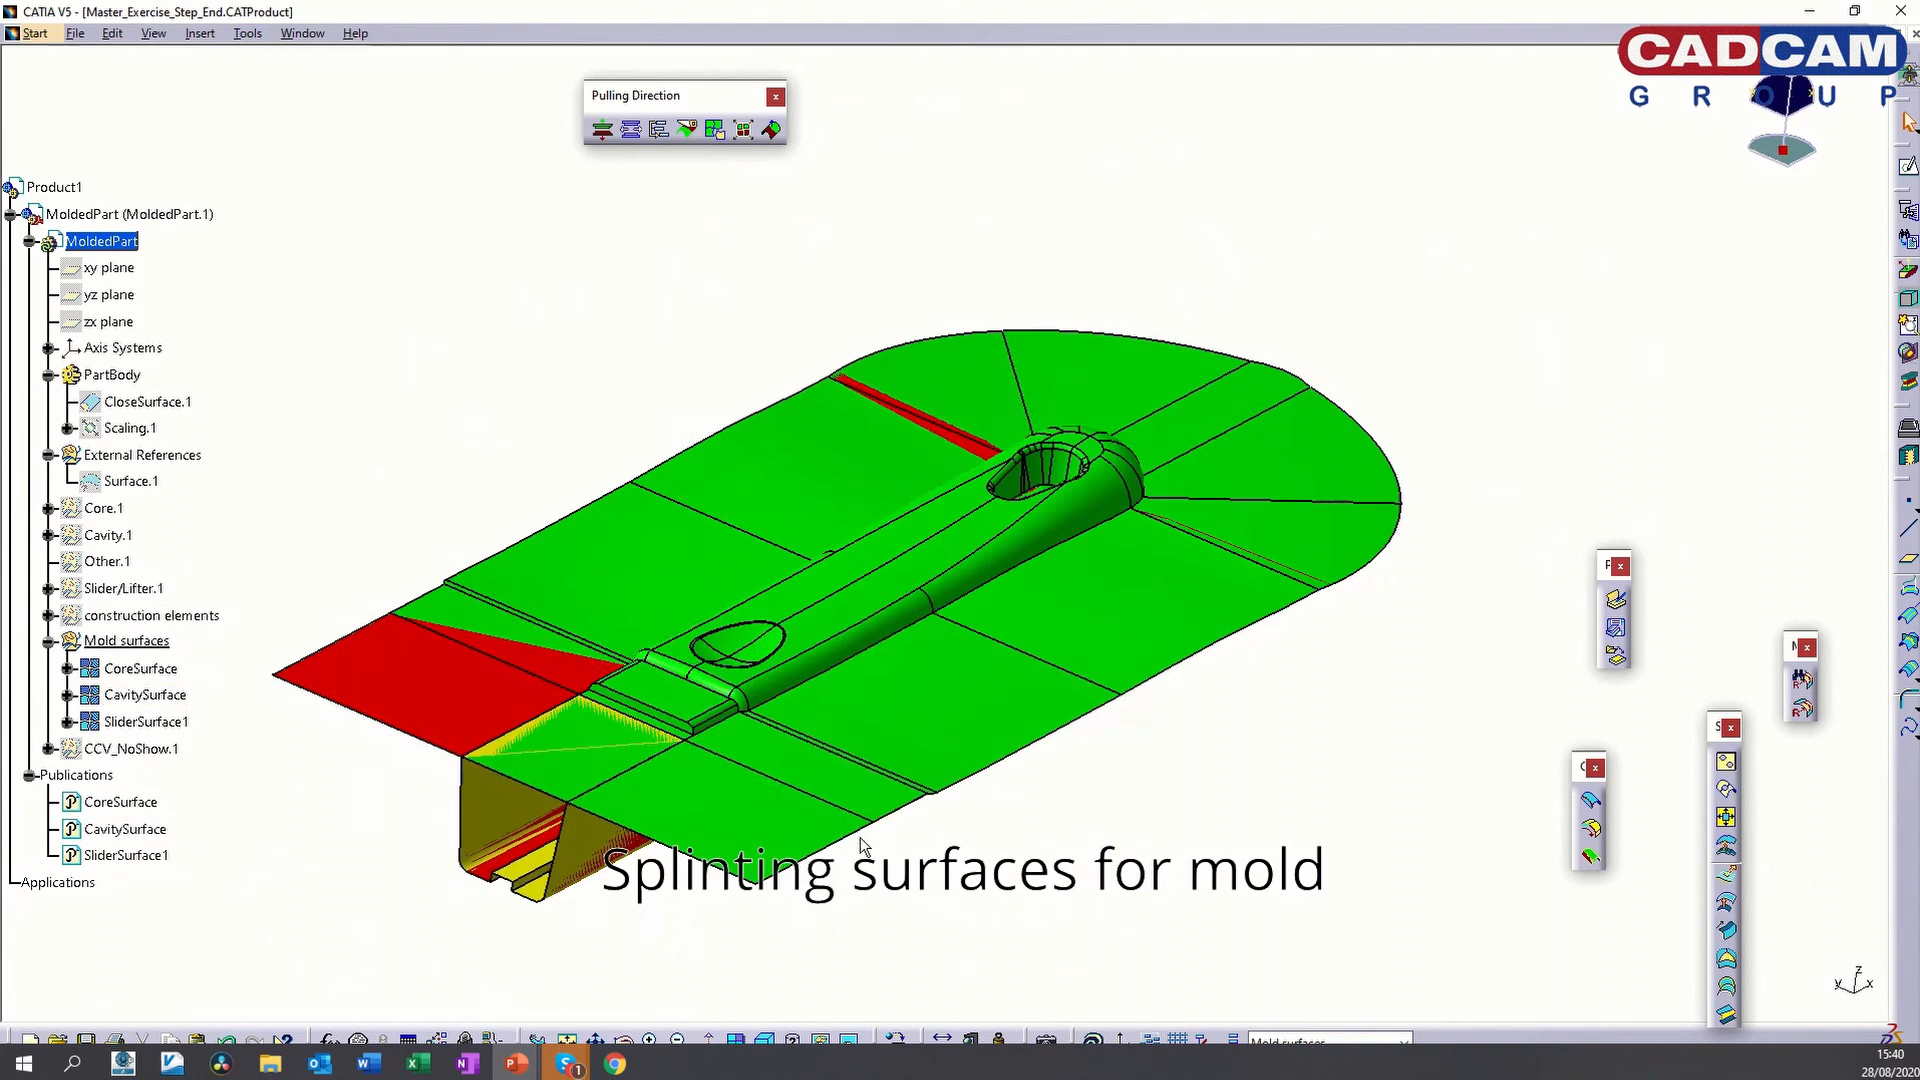 CATIA V5 - [Master_Exercise_Step_End.CATProduct]
Start File Edit View Insert Tools Window Help
CADCAM
GROUP
Pulling Direction
Product1
MoldedPart (MoldedPart.1)
MoldedPart
xy plane
yz plane
zx plane
Axis Systems
PartBody
CloseSurface.1
Scaling.1
External References
Surface.1
Core.1
Cavity.1
Other.1
Slider/Lifter.1
construction elements
Mold surfaces
CoreSurface
CavitySurface
SliderSurface1
CCV_NoShow.1
Publications
CoreSurface
CavitySurface
SliderSurface1
Applications
P
M
S
C
Splinting surfaces for mold
z
y x
Mold surfaces
15:40
28/08/2020